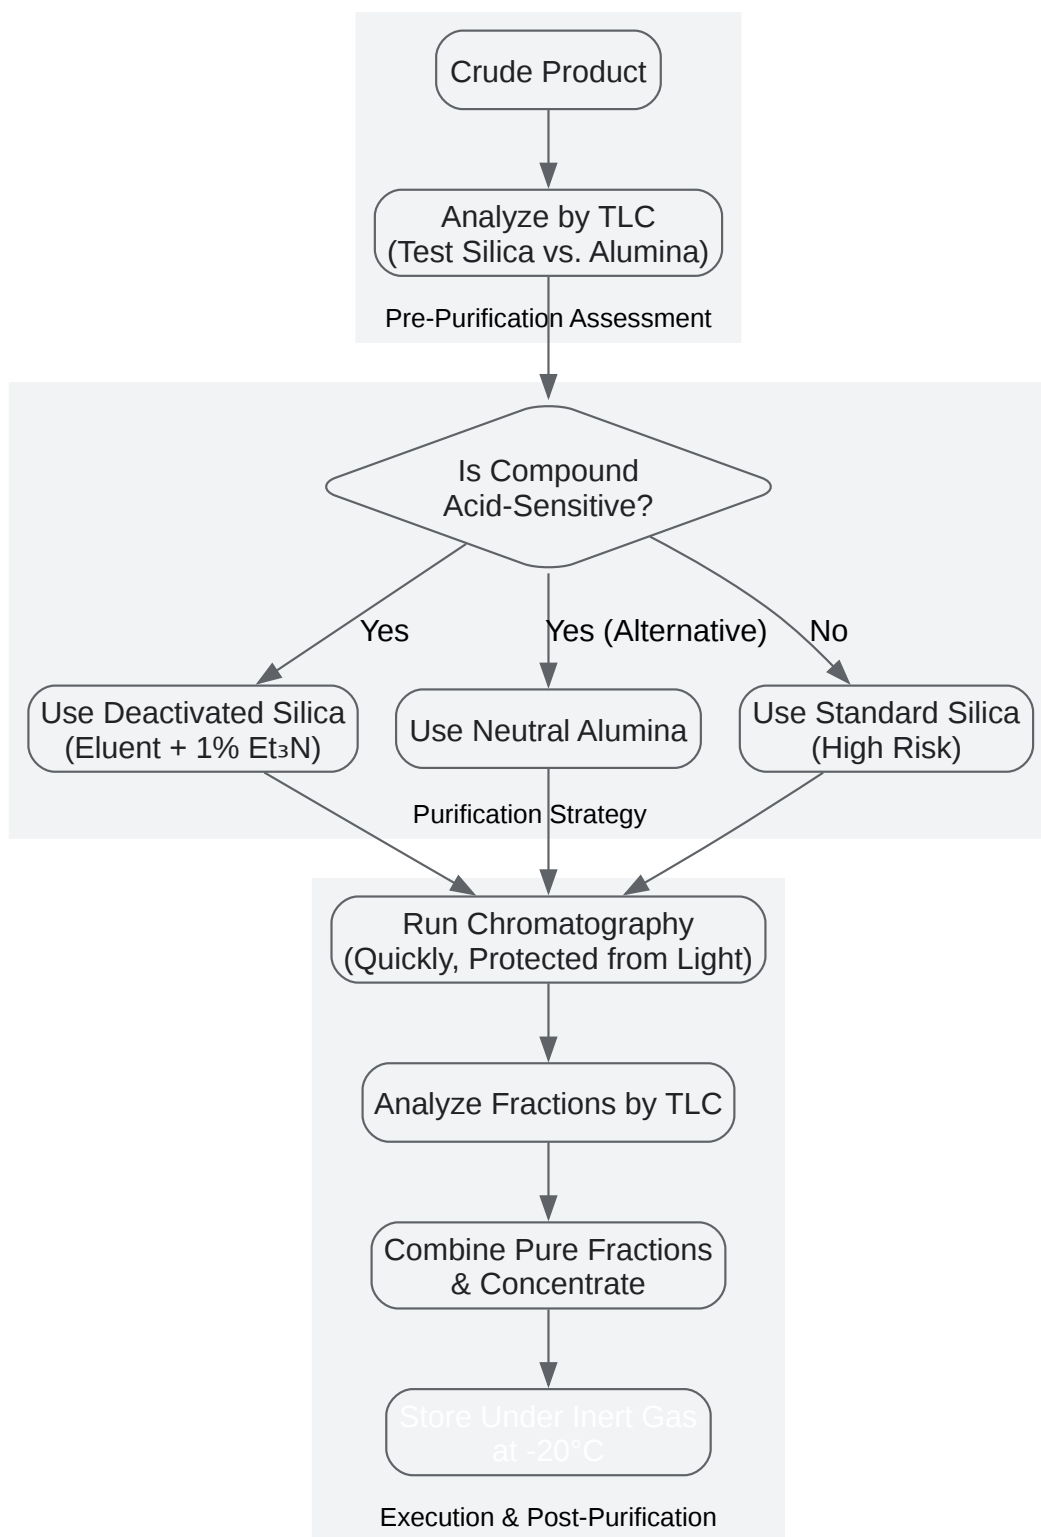 Crude Product
Analyze by TLC
(Test Silica vs. Alumina)
Pre-Purification Assessment
Is Compound
Acid-Sensitive?
Yes
Yes (Alternative)
No
Use Deactivated Silica
(Eluent + 1% Et₃N)
Use Neutral Alumina
Use Standard Silica
(High Risk)
Purification Strategy
Run Chromatography
(Quickly, Protected from Light)
Analyze Fractions by TLC
Combine Pure Fractions
& Concentrate
Store Under Inert Gas
at -20°C
Execution & Post-Purification